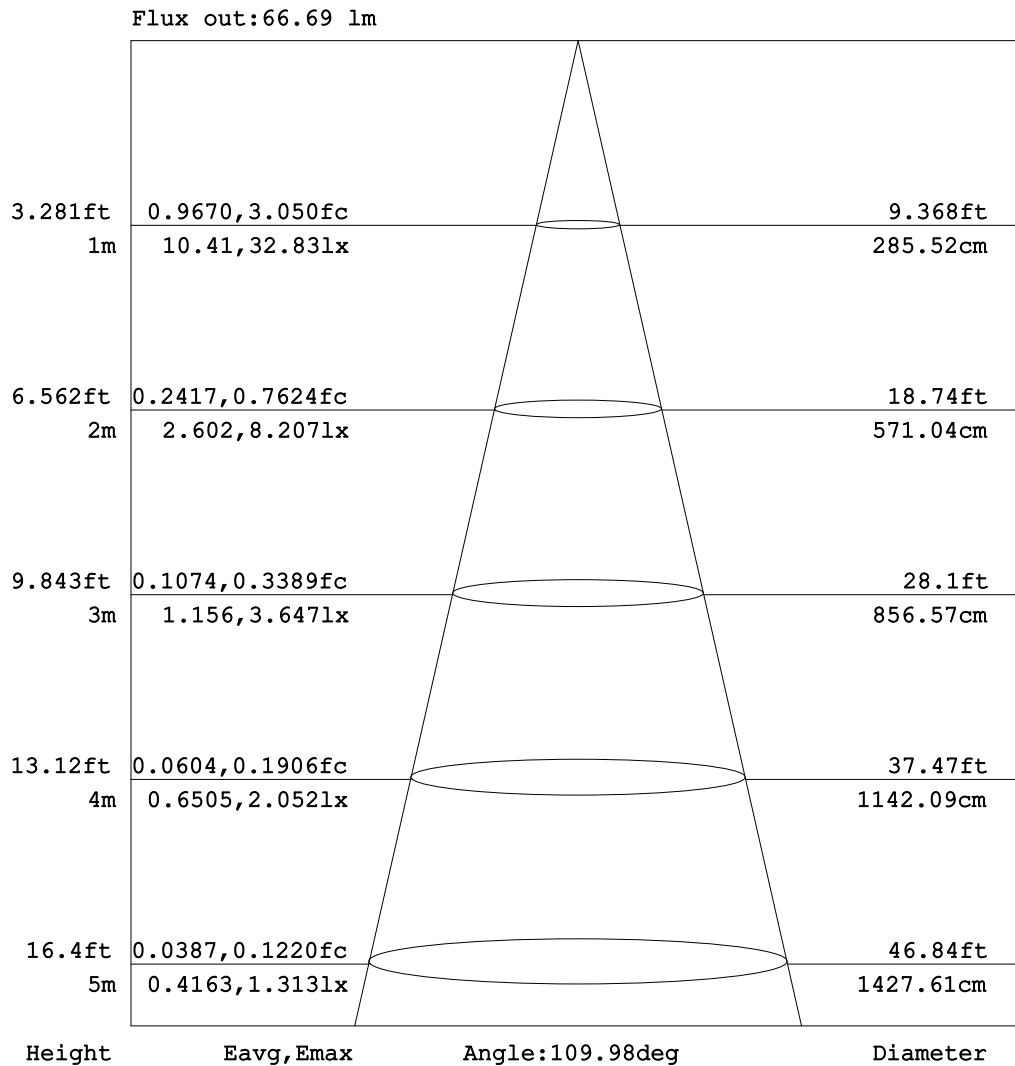 Flux out:66.69 lm
3.281ft 0.9670,3.050fc 9.368ft
1m 10.41,32.83lx 285.52cm
6.562ft 0.2417,0.7624fc 18.74ft
2m 2.602,8.207lx 571.04cm
9.843ft 0.1074,0.3389fc 28.1ft
3m 1.156,3.647lx 856.57cm
13.12ft 0.0604,0.1906fc 37.47ft
4m 0.6505,2.052lx 1142.09cm
16.4ft 0.0387,0.1220fc 46.84ft
5m 0.4163,1.313lx 1427.61cm
Height Eavg,Emax Angle:109.98deg Diameter